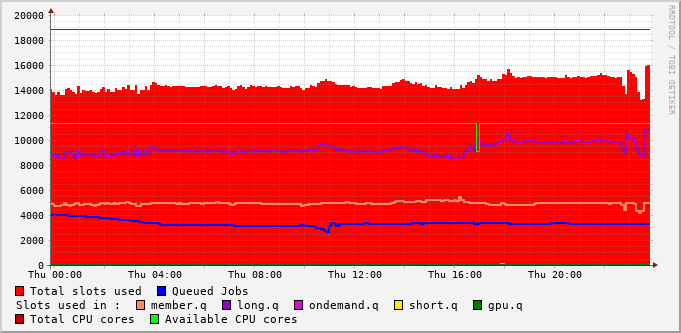 RRDTOOL / TOBI OETIKER
20000
18000
16000
14000
12000
10000
8000
6000
4000
2000
0
Thu 00:00 Thu 04:00 Thu 08:00 Thu 12:00 Thu 16:00 Thu 20:00
Total slots used Queued Jobs
Slots used in : member.q long.q ondemand.q short.q gpu.q
Total CPU cores Available CPU cores